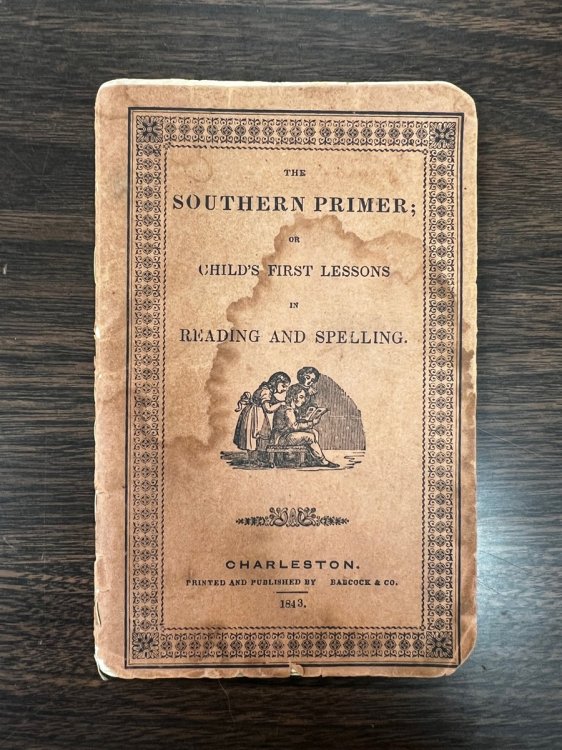 THE
SOUTHERN PRIMER;
OR
CHILD'S FIRST LESSONS
IN
READING AND SPELLING.
CHARLESTON.
PRINTED AND PUBLISHED BY BABCOCK & CO.
1843.